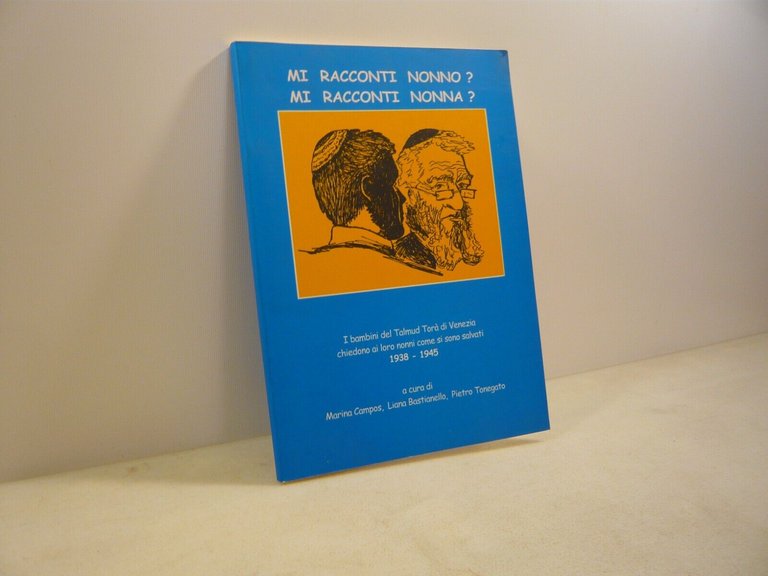 MI RACCONTI NONNO?
MI RACCONTI NONNA?
I bambini del Talmud Torà di Venezia
chiedono ai loro nonni come si sono salvati
1938 - 1945
a cura di
Marina Campos, Liana Bastianello, Pietro Tonegato